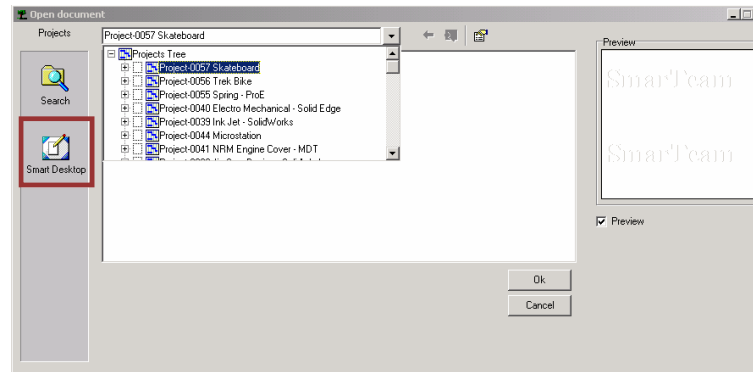 Open document
Projects
Project-0057 Skateboard
Projects Tree
Project-0057 Skateboard
Project-0056 Trek Bike
Project-0055 Spring - ProE
Project-0040 Electro Mechanical - Solid Edge
Project-0039 Ink Jet - SolidWorks
Project-0044 Microstation
Project-0041 NRM Engine Cover - MDT
Search
Smart Desktop
Preview
SmarTeam
SmarTeam
Preview
Ok
Cancel